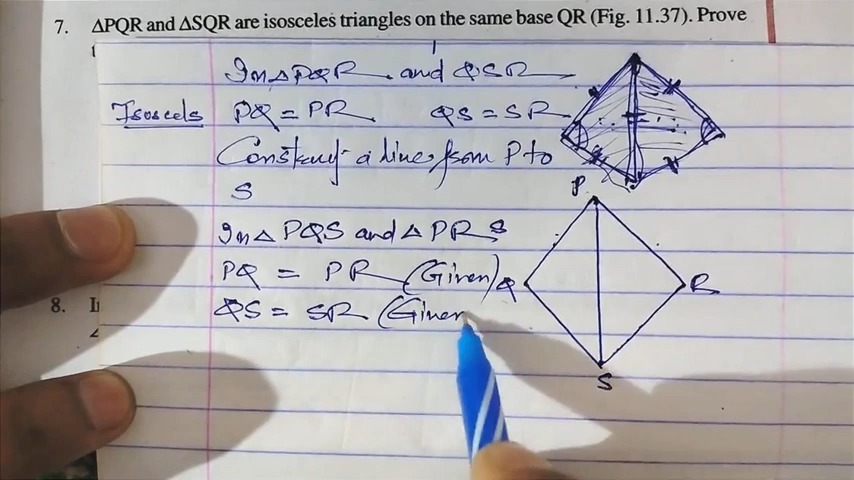 7. ΔPQR and ΔSQR are isosceles triangles on the same base QR (Fig. 11.37). Prove
In Δ PQR and QSR
Isoscels PQ = PR QS = SR
a line from P to
S
In Δ PQS and Δ PRS
PQ = PR (Given)
QS = SR (Given
P
Q
R
S
8. I